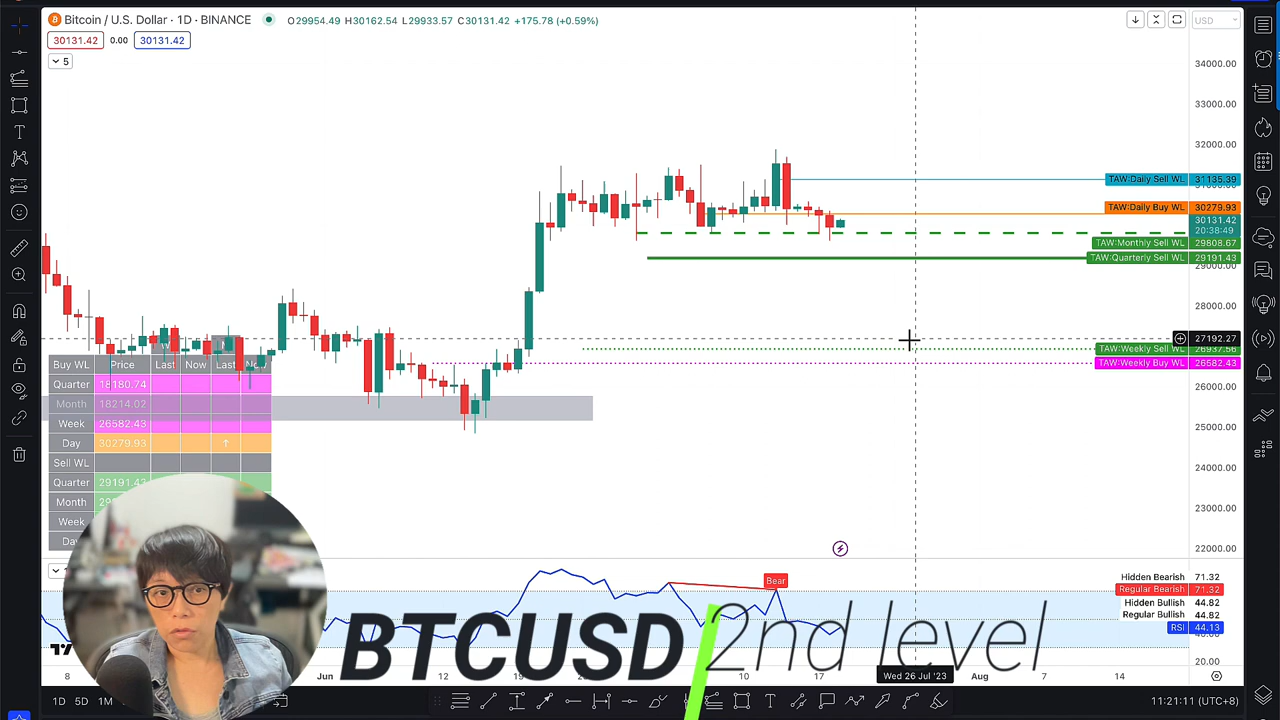 Bitcoin / U.S. Dollar · 1D · BINANCE
O29954.49 H30162.54 L29933.57 C30131.42 +175.78 (+0.59%)
USD
30131.42 0.00 30131.42
5
34000.00
33000.00
32000.00
TAW:Daily Sell WL 31135.39
TAW:Daily Buy WL 30279.93
30131.42
20:38:49
TAW:Monthly Sell WL 29808.67
TAW:Quarterly Sell WL 29191.43
29000.00
28000.00
27192.27
TAW:Weekly Sell WL 26937.56
TAW:Weekly Buy WL 26582.43
26000.00
25000.00
24000.00
23000.00
22000.00
Buy WL Price Last Now Last
Quarter 18180.74
Month 18214.02
Week 26582.43
Day 30279.93 ↑
Sell WL
Quarter 29191.43
Month
Week
Bear
Hidden Bearish 71.32
Regular Bearish 71.32
Hidden Bullish 44.82
Regular Bullish 44.82
RSI 44.13
20.00
BTCUSD 2nd level
8 Jun 12 10 17 Wed 26 Jul '23 Aug 7 14
1D 5D 1M
11:21:11 (UTC+8)